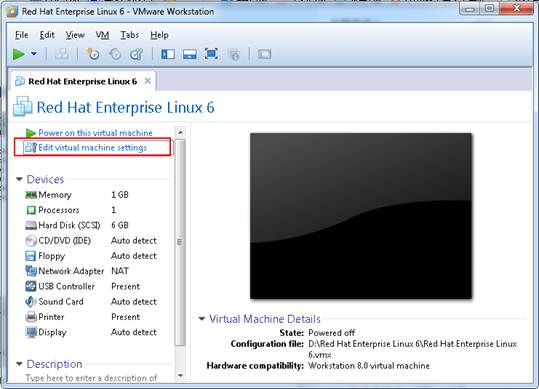 Red Hat Enterprise Linux 6 - VMware Workstation
File Edit View VM Tabs Help
Red Hat Enterprise Linux 6
Red Hat Enterprise Linux 6
Power on this virtual machine
Edit virtual machine settings
Devices
Memory 1 GB
Processors 1
Hard Disk (SCSI) 6 GB
CD/DVD (IDE) Auto detect
Floppy Auto detect
Network Adapter NAT
USB Controller Present
Sound Card Auto detect
Printer Present
Display Auto detect
Description
Type here to enter a description of
Virtual Machine Details
State: Powered off
Configuration file: D:\Red Hat Enterprise Linux 6\Red Hat Enterprise Linux
6.vmx
Hardware compatibility: Workstation 8.0 virtual machine